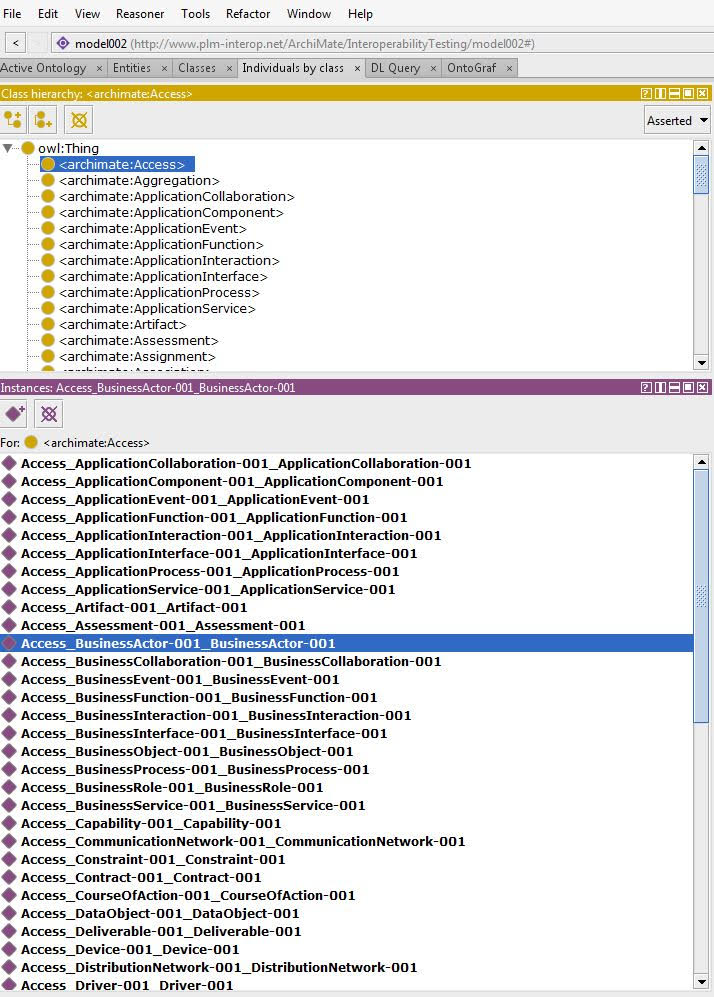 File Edit View Reasoner Tools Refactor Window Help
< > model002 (http://www.plm-interop.net/ArchiMate/InteroperabilityTesting/model002#)
Active Ontology × Entities × Classes × Individuals by class × DL Query × OntoGraf ×
Class hierarchy: <archimate:Access>
Asserted
owl:Thing
<archimate:Access>
<archimate:Aggregation>
<archimate:ApplicationCollaboration>
<archimate:ApplicationComponent>
<archimate:ApplicationEvent>
<archimate:ApplicationFunction>
<archimate:ApplicationInteraction>
<archimate:ApplicationInterface>
<archimate:ApplicationProcess>
<archimate:ApplicationService>
<archimate:Artifact>
<archimate:Assessment>
<archimate:Assignment>
<archimate:Association>
Instances: Access_BusinessActor-001_BusinessActor-001
For: <archimate:Access>
Access_ApplicationCollaboration-001_ApplicationCollaboration-001
Access_ApplicationComponent-001_ApplicationComponent-001
Access_ApplicationEvent-001_ApplicationEvent-001
Access_ApplicationFunction-001_ApplicationFunction-001
Access_ApplicationInteraction-001_ApplicationInteraction-001
Access_ApplicationInterface-001_ApplicationInterface-001
Access_ApplicationProcess-001_ApplicationProcess-001
Access_ApplicationService-001_ApplicationService-001
Access_Artifact-001_Artifact-001
Access_Assessment-001_Assessment-001
Access_BusinessActor-001_BusinessActor-001
Access_BusinessCollaboration-001_BusinessCollaboration-001
Access_BusinessEvent-001_BusinessEvent-001
Access_BusinessFunction-001_BusinessFunction-001
Access_BusinessInteraction-001_BusinessInteraction-001
Access_BusinessInterface-001_BusinessInterface-001
Access_BusinessObject-001_BusinessObject-001
Access_BusinessProcess-001_BusinessProcess-001
Access_BusinessRole-001_BusinessRole-001
Access_BusinessService-001_BusinessService-001
Access_Capability-001_Capability-001
Access_CommunicationNetwork-001_CommunicationNetwork-001
Access_Constraint-001_Constraint-001
Access_Contract-001_Contract-001
Access_CourseOfAction-001_CourseOfAction-001
Access_DataObject-001_DataObject-001
Access_Deliverable-001_Deliverable-001
Access_Device-001_Device-001
Access_DistributionNetwork-001_DistributionNetwork-001
Access_Driver-001_Driver-001